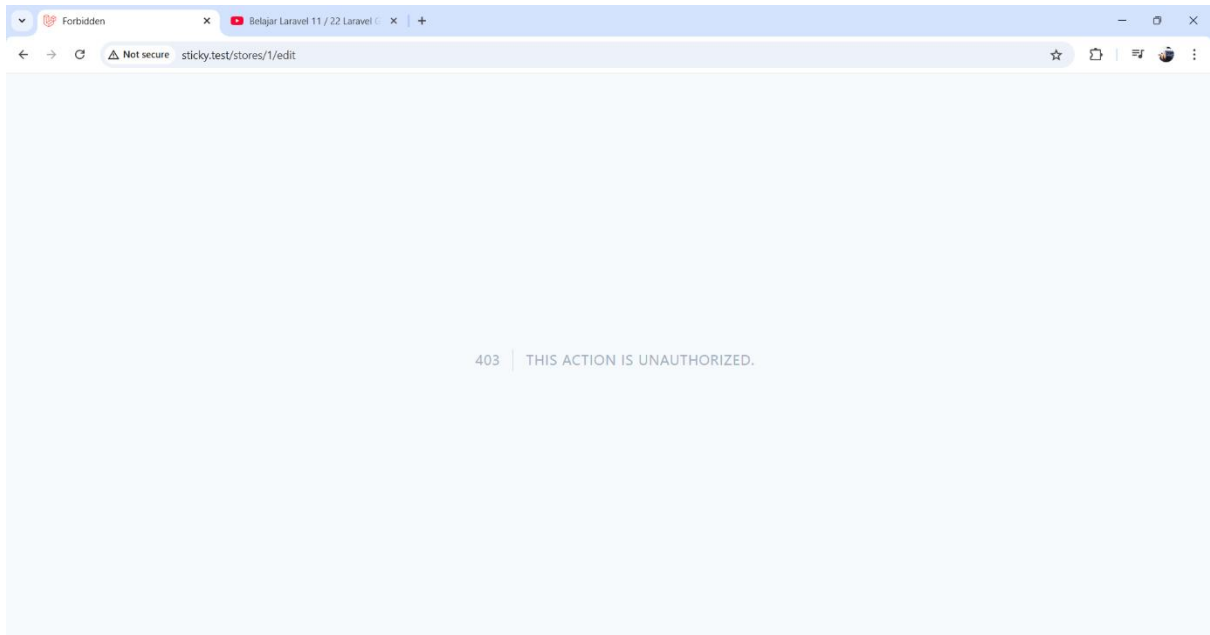 Forbidden
Belajar Laravel 11 / 22 Laravel G
Not secure
sticky.test/stores/1/edit
403
THIS ACTION IS UNAUTHORIZED.